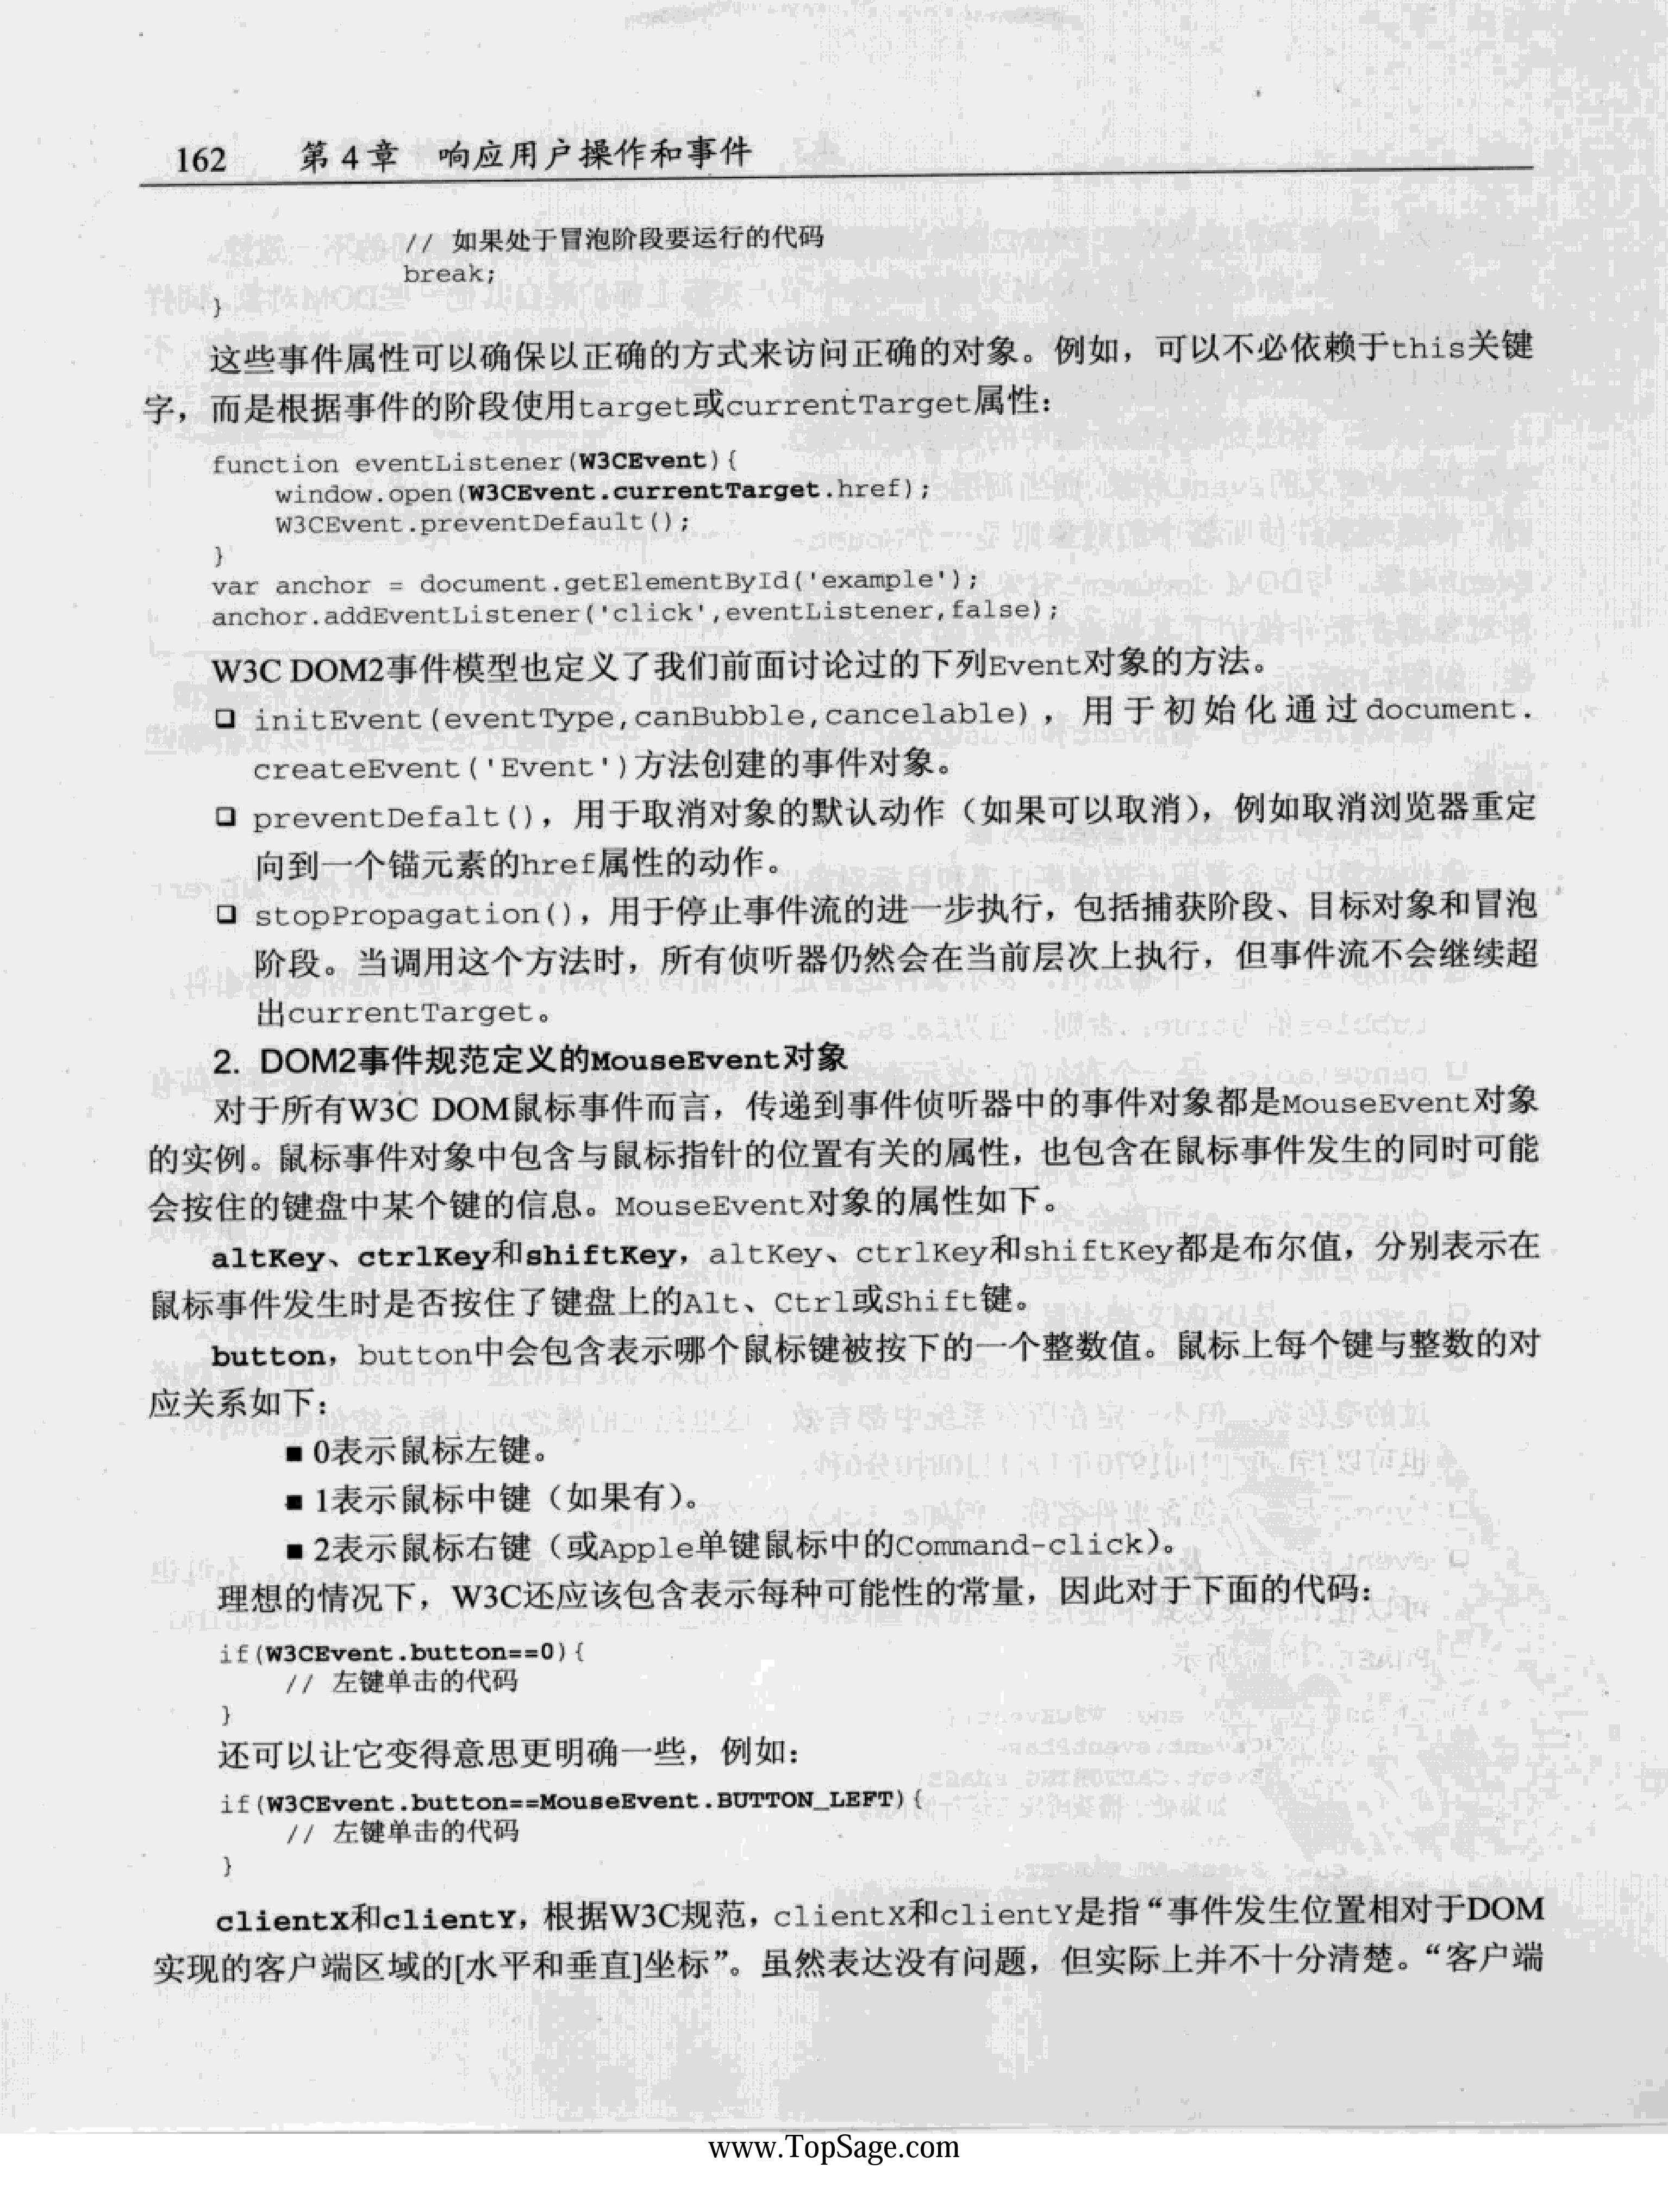 162 第 4 章 响应用户操作和事件
// 如果处于冒泡阶段要运行的代码
break;
}
这些事件属性可以确保以正确的方式来访问正确的对象。例如，可以不必依赖于this关键
字，而是根据事件的阶段使用target或currentTarget属性：
function eventListener(W3CEvent){
window.open(W3CEvent.currentTarget.href);
W3CEvent.preventDefault();
}
var anchor = document.getElementById('example');
anchor.addEventListener('click',eventListener,false);
W3C DOM2事件模型也定义了我们前面讨论过的下列Event对象的方法。
❑ initEvent(eventType,canBubble,cancelable)，用于初始化通过document.
createEvent('Event')方法创建的事件对象。
❑ preventDefalt()，用于取消对象的默认动作（如果可以取消），例如取消浏览器重定
向到一个锚元素的href属性的动作。
❑ stopPropagation()，用于停止事件流的进一步执行，包括捕获阶段、目标对象和冒泡
阶段。当调用这个方法时，所有侦听器仍然会在当前层次上执行，但事件流不会继续超
出currentTarget。
2. DOM2事件规范定义的MouseEvent对象
对于所有W3C DOM鼠标事件而言，传递到事件侦听器中的事件对象都是MouseEvent对象
的实例。鼠标事件对象中包含与鼠标指针的位置有关的属性，也包含在鼠标事件发生的同时可能
会按住的键盘中某个键的信息。MouseEvent对象的属性如下。
altKey、ctrlKey和shiftKey，altKey、ctrlKey和shiftKey都是布尔值，分别表示在
鼠标事件发生时是否按住了键盘上的Alt、Ctrl或Shift键。
button，button中会包含表示哪个鼠标键被按下的一个整数值。鼠标上每个键与整数的对
应关系如下：
■ 0表示鼠标左键。
■ 1表示鼠标中键（如果有）。
■ 2表示鼠标右键（或Apple单键鼠标中的Command-click）。
理想的情况下，W3C还应该包含表示每种可能性的常量，因此对于下面的代码：
if(W3CEvent.button==0){
// 左键单击的代码
}
还可以让它变得意思更明确一些，例如：
if(W3CEvent.button==MouseEvent.BUTTON_LEFT){
// 左键单击的代码
}
clientX和clientY，根据W3C规范，clientX和clientY是指“事件发生位置相对于DOM
实现的客户端区域的[水平和垂直]坐标”。虽然表达没有问题，但实际上并不十分清楚。“客户端
www.TopSage.com